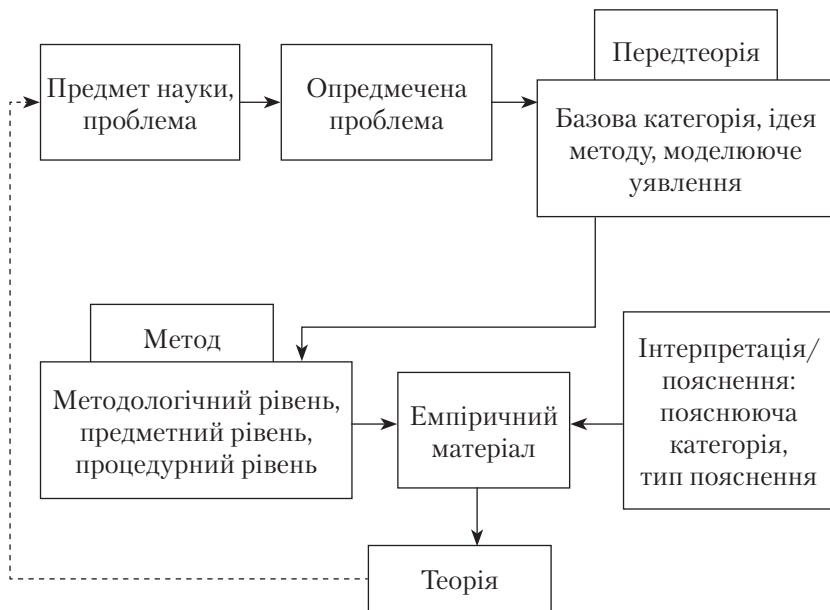 Предмет науки,
проблема
Опредмечена
проблема
Передтеорія
Базова категорія, ідея
методу, моделююче
уявлення
Метод
Методологічний рівень,
предметний рівень,
процедурний рівень
Емпіричний
матеріал
Інтерпретація/
пояснення:
пояснююча
категорія,
тип пояснення
Теорія